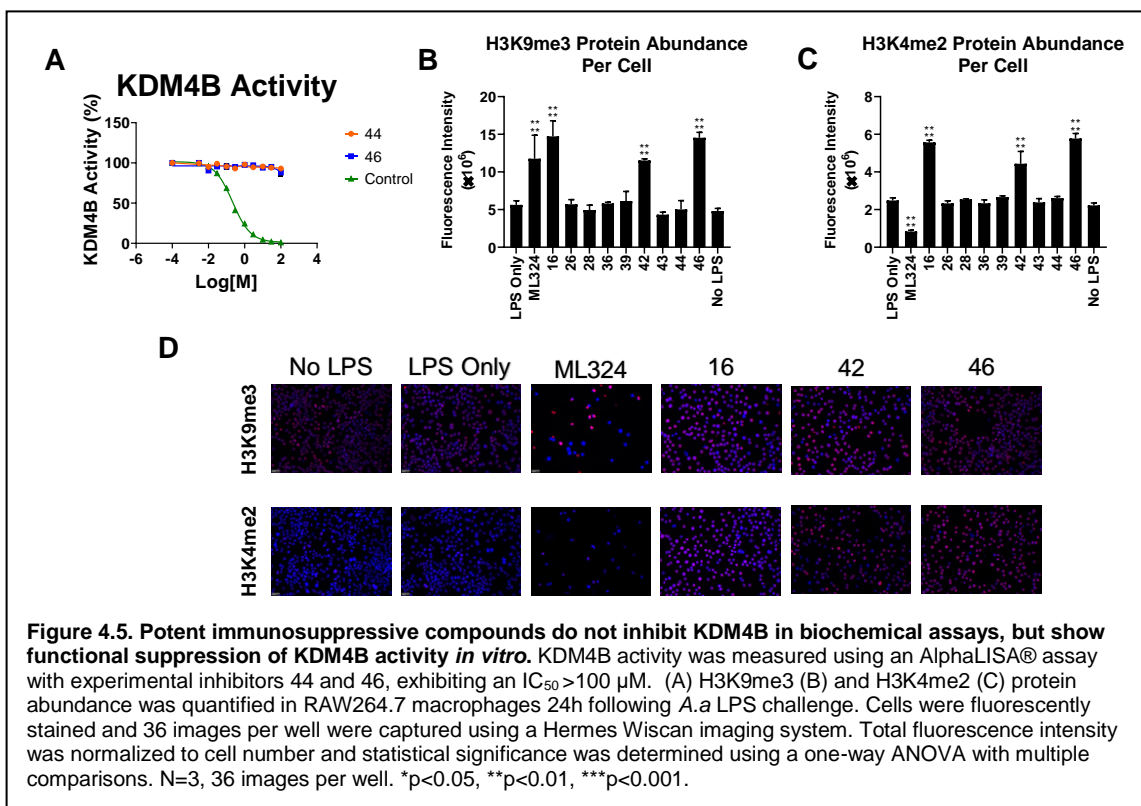 A
KDM4B Activity
KDM4B Activity (%)
150
100
50
0
-4 -2 0 2 4
-6
Log[M]
44
46
Control
B
H3K9me3 Protein Abundance
Per Cell
Fluorescence Intensity
(✖10⁶)
20
15
10
5
0
** ** ** **
** ** ** **
LPS Only ML324 16 26 28 36 39 42 43 44 46 No LPS
C
H3K4me2 Protein Abundance
Per Cell
Fluorescence Intensity
(✖10⁶)
8
6
4
2
0
** ** ** **
** ** ** **
LPS Only ML324 16 26 28 36 39 42 43 44 46 No LPS
D
No LPS LPS Only ML324 16 42 46
H3K9me3
H3K4me2
Figure 4.5. Potent immunosuppressive compounds do not inhibit KDM4B in biochemical assays, but show
functional suppression of KDM4B activity in vitro. KDM4B activity was measured using an AlphaLISA® assay
with experimental inhibitors 44 and 46, exhibiting an IC₅₀ >100 µM. (A) H3K9me3 (B) and H3K4me2 (C) protein
abundance was quantified in RAW264.7 macrophages 24h following A.a LPS challenge. Cells were fluorescently
stained and 36 images per well were captured using a Hermes Wiscan imaging system. Total fluorescence intensity
was normalized to cell number and statistical significance was determined using a one-way ANOVA with multiple
comparisons. N=3, 36 images per well. *p<0.05, **p<0.01, ***p<0.001.